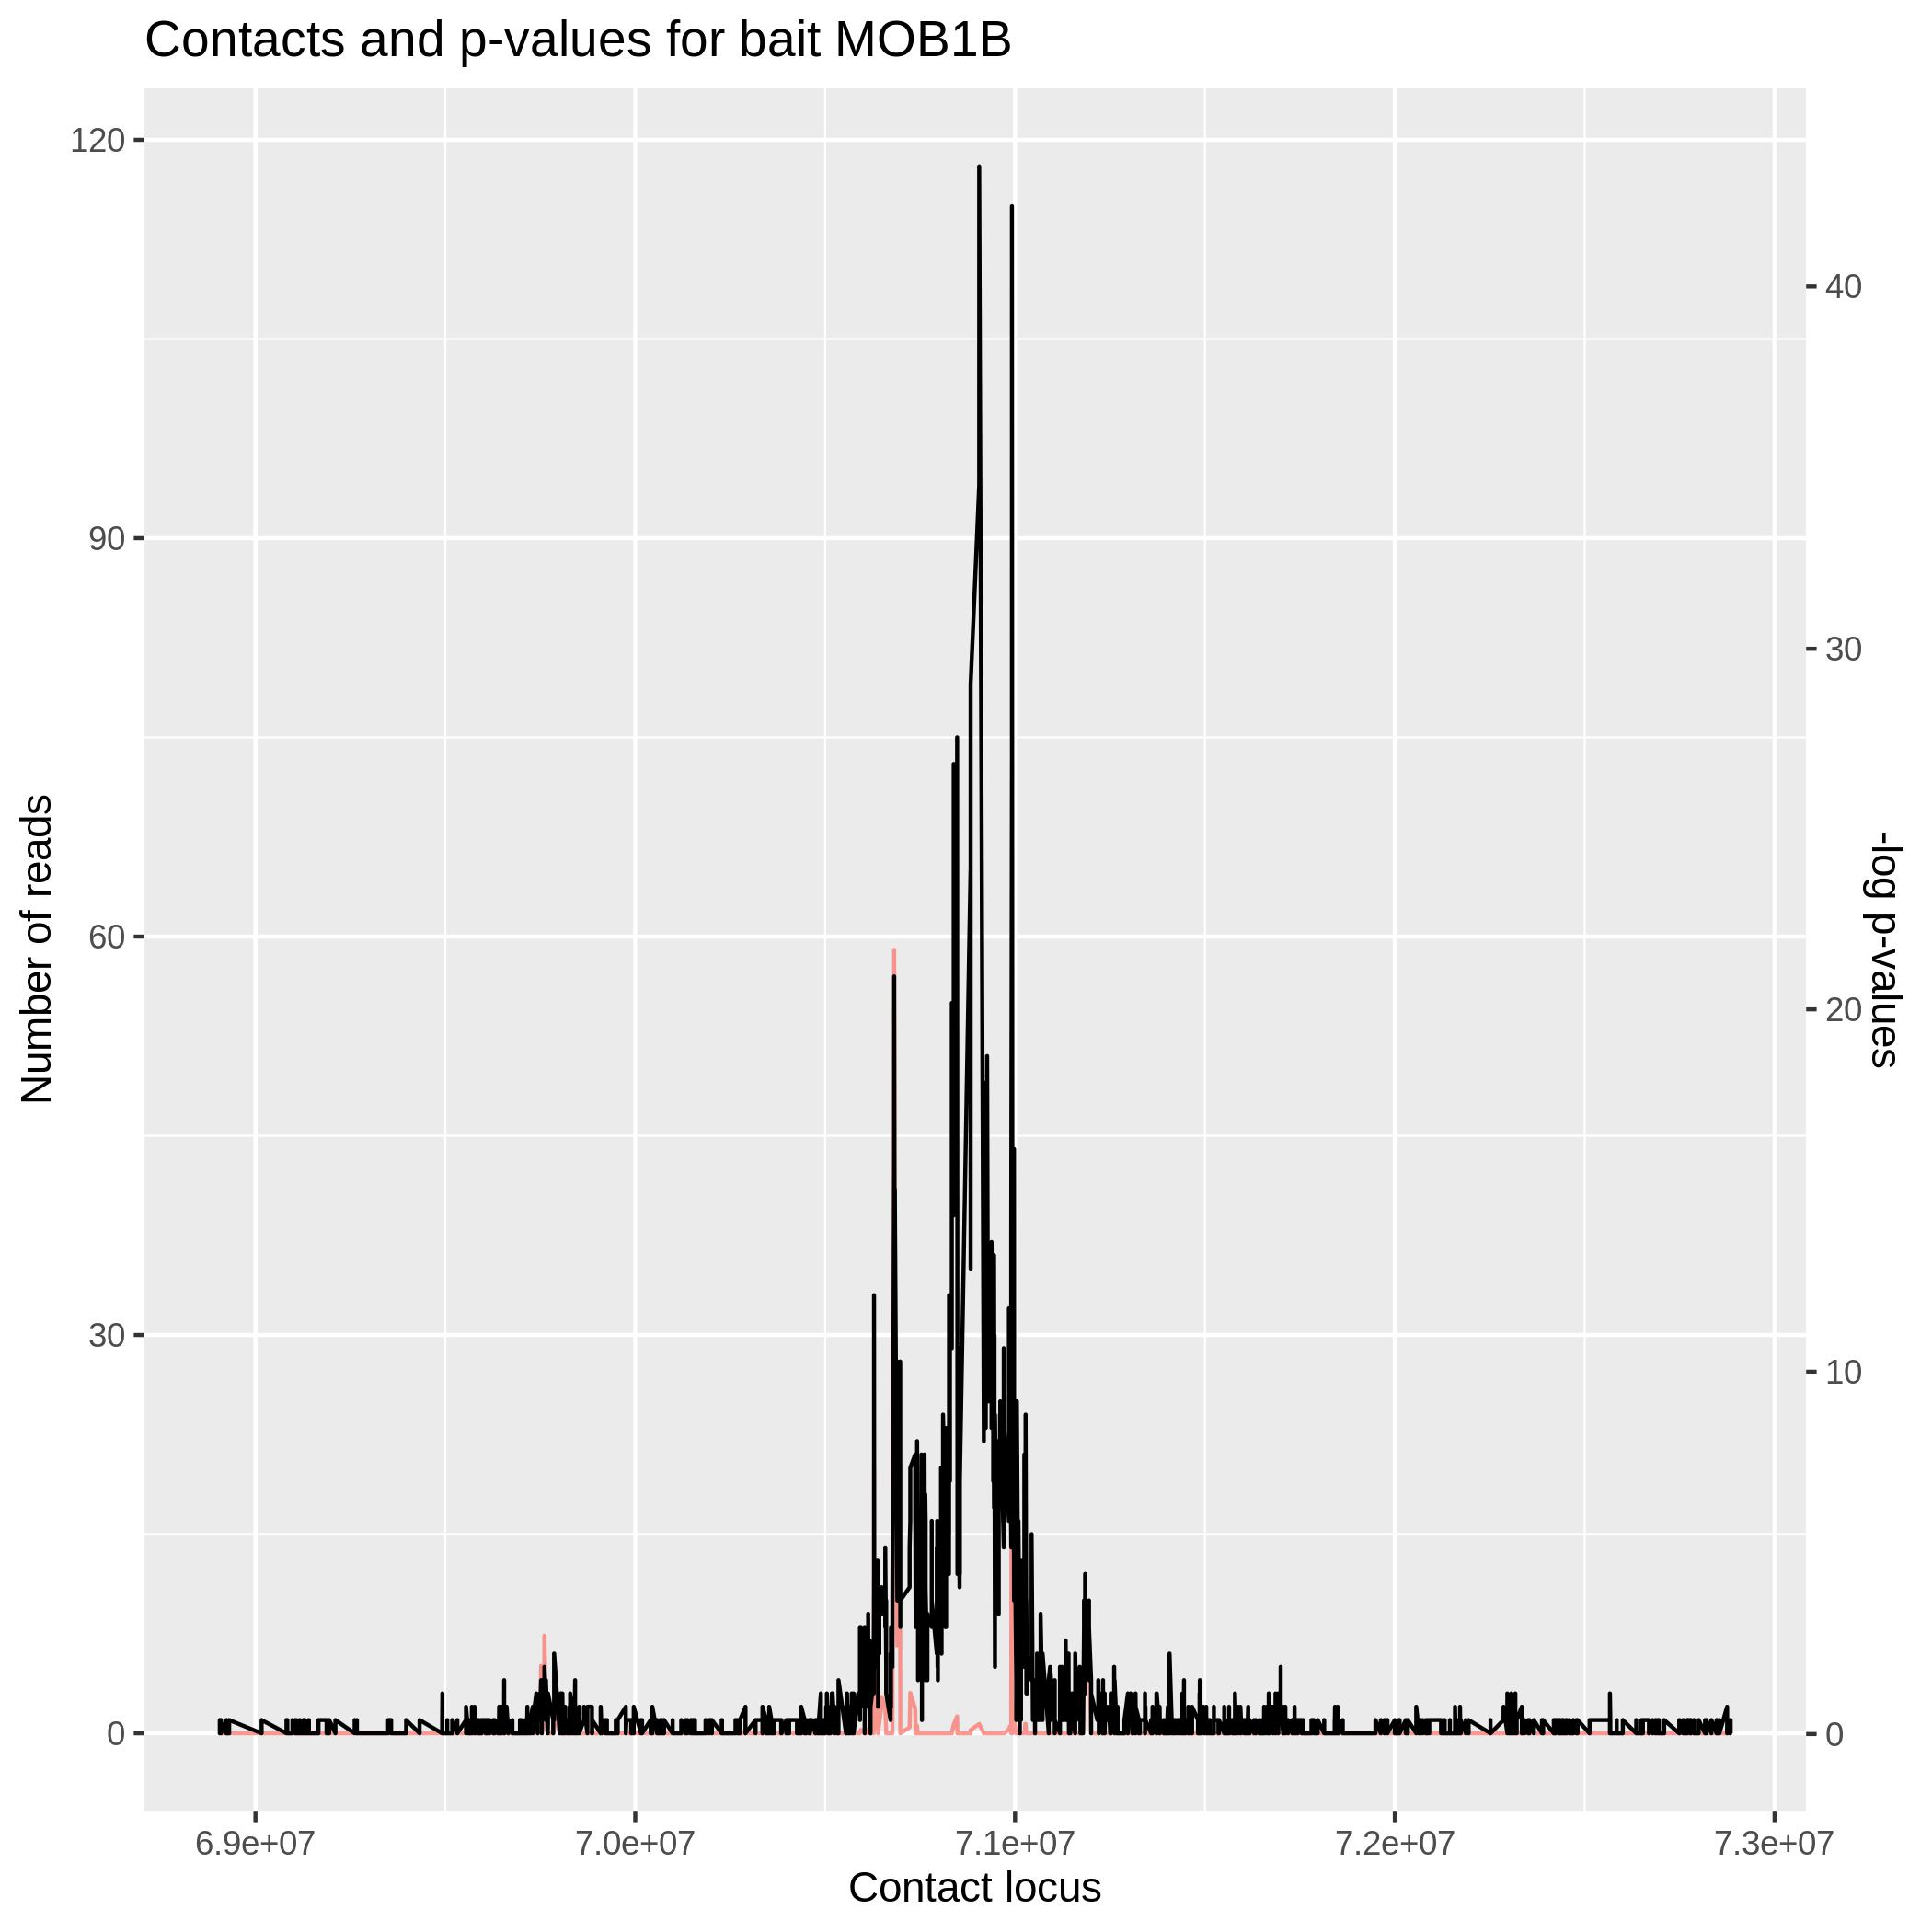 Contacts and p-values for bait MOB1B
120
90
60
30
0
Number of reads
40
30
20
10
0
-log p-values
6.9e+07 7.0e+07 7.1e+07 7.2e+07 7.3e+07
Contact locus